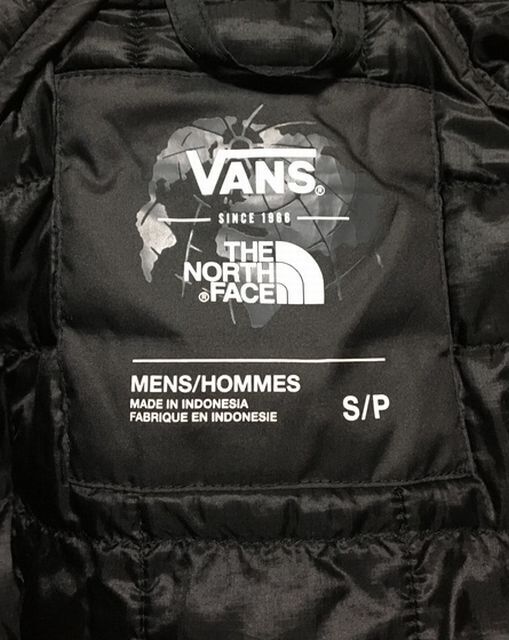 VANS®
SINCE 1966
THE
NORTH
®FACE
MENS/HOMMES
MADE IN INDONESIA
FABRIQUE EN INDONESIE
S/P